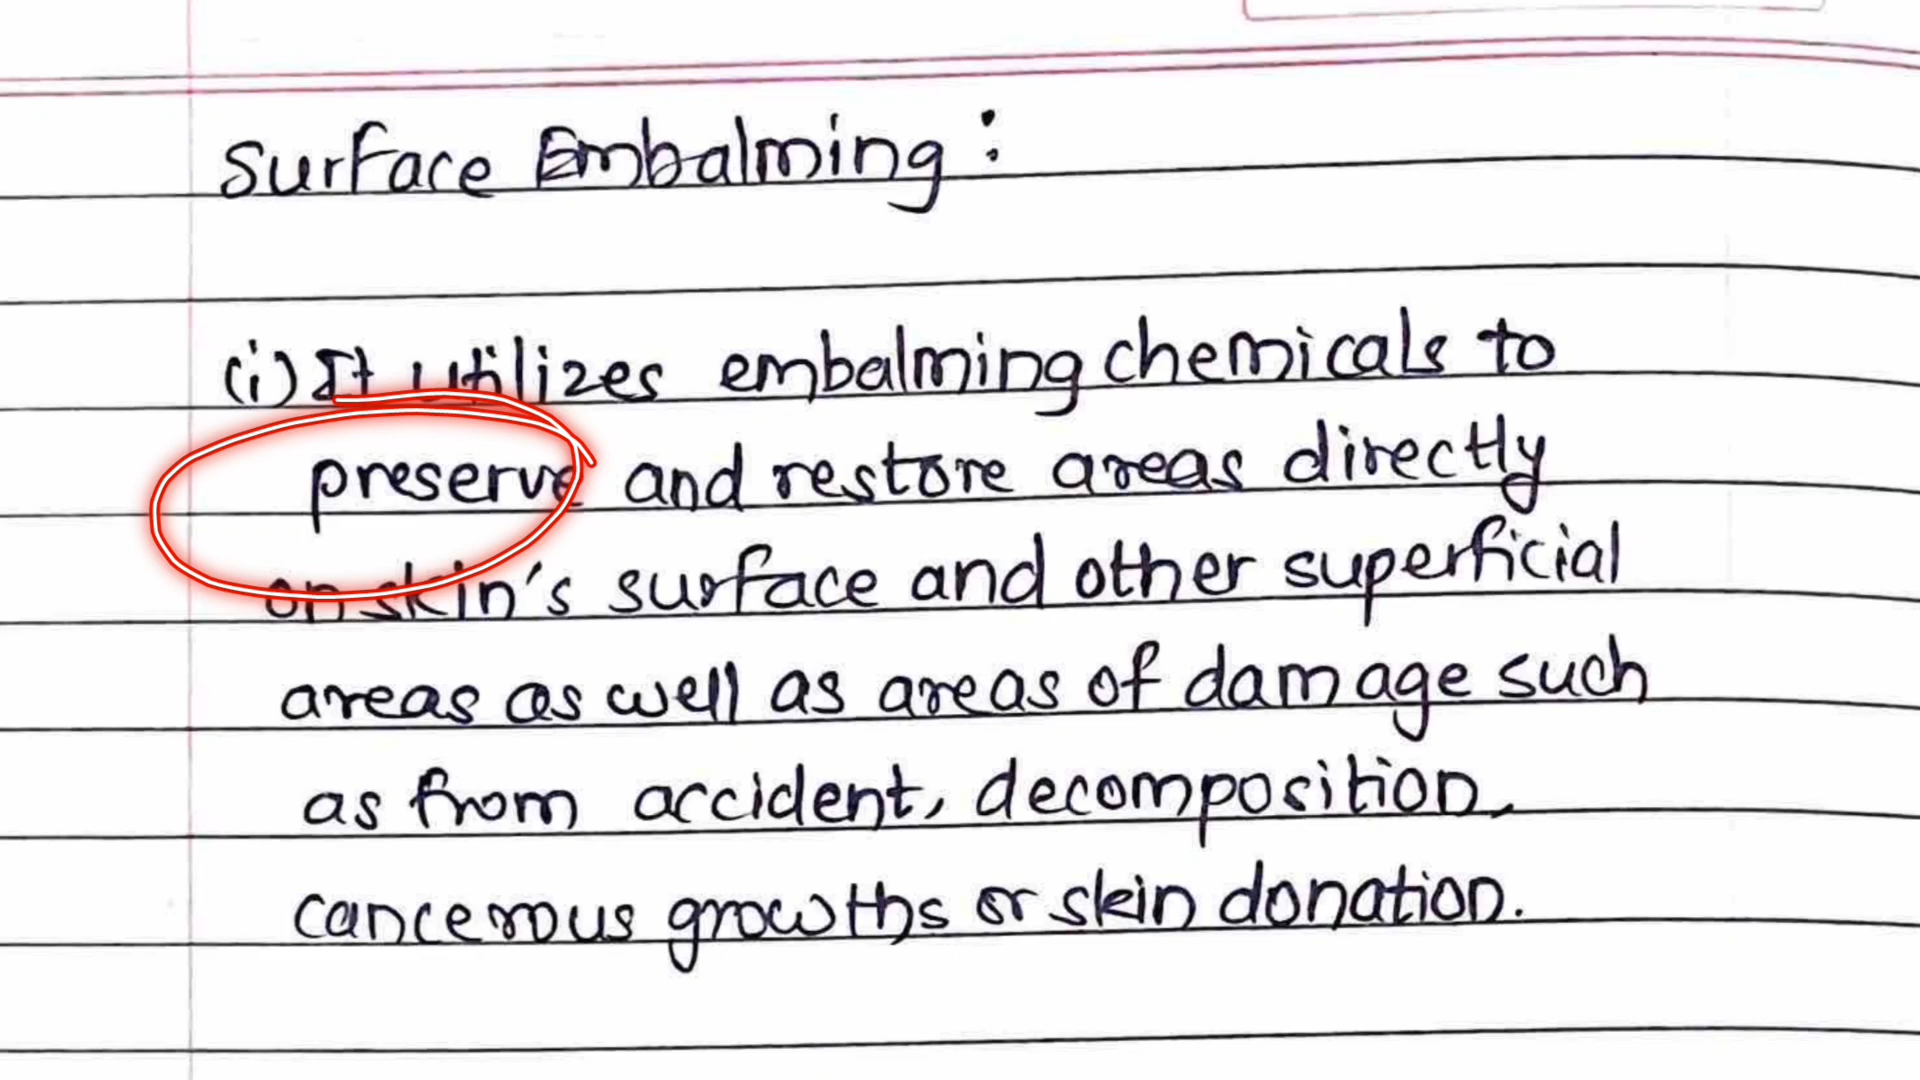 Surface Embalming:
(i) It utilizes embalming chemicals to
preserve and restore areas directly
on skin's surface and other superficial
areas as well as areas of damage such
as from accident, decomposition,
cancerous growths or skin donation.